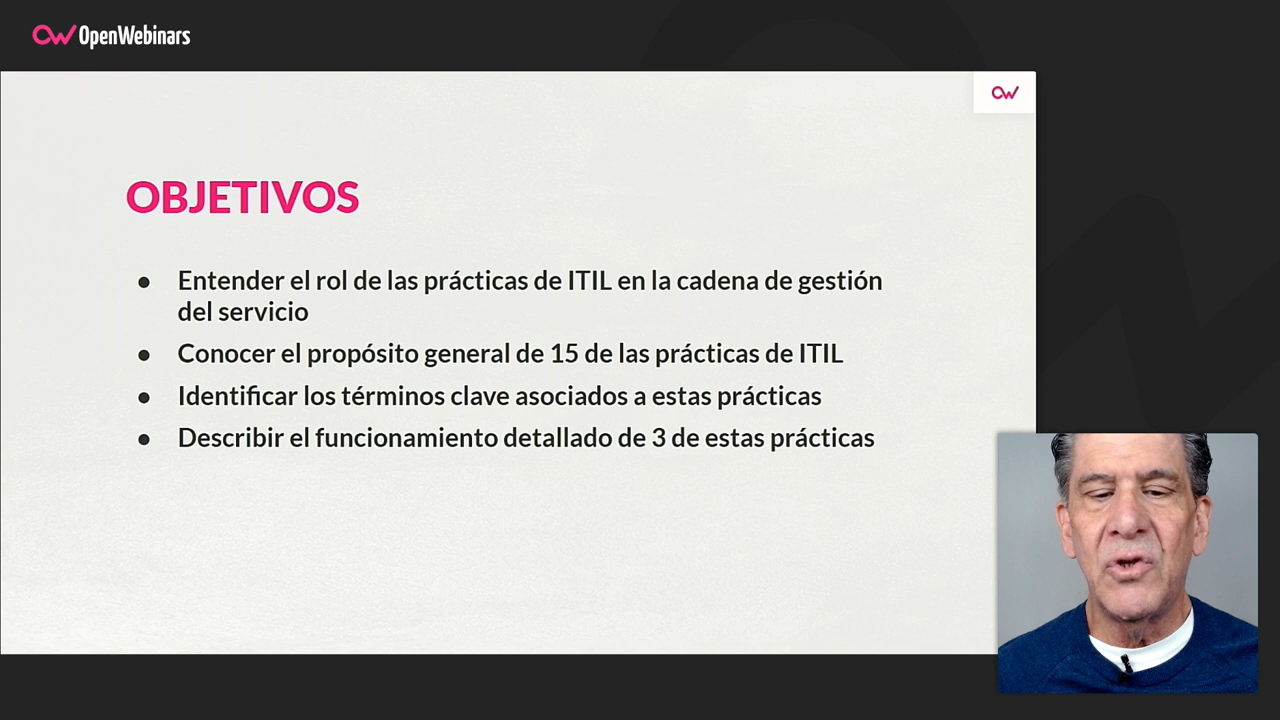 OpenWebinars
OBJETIVOS
● Entender el rol de las prácticas de ITIL en la cadena de gestión
del servicio
● Conocer el propósito general de 15 de las prácticas de ITIL
● Identificar los términos clave asociados a estas prácticas
● Describir el funcionamiento detallado de 3 de estas prácticas